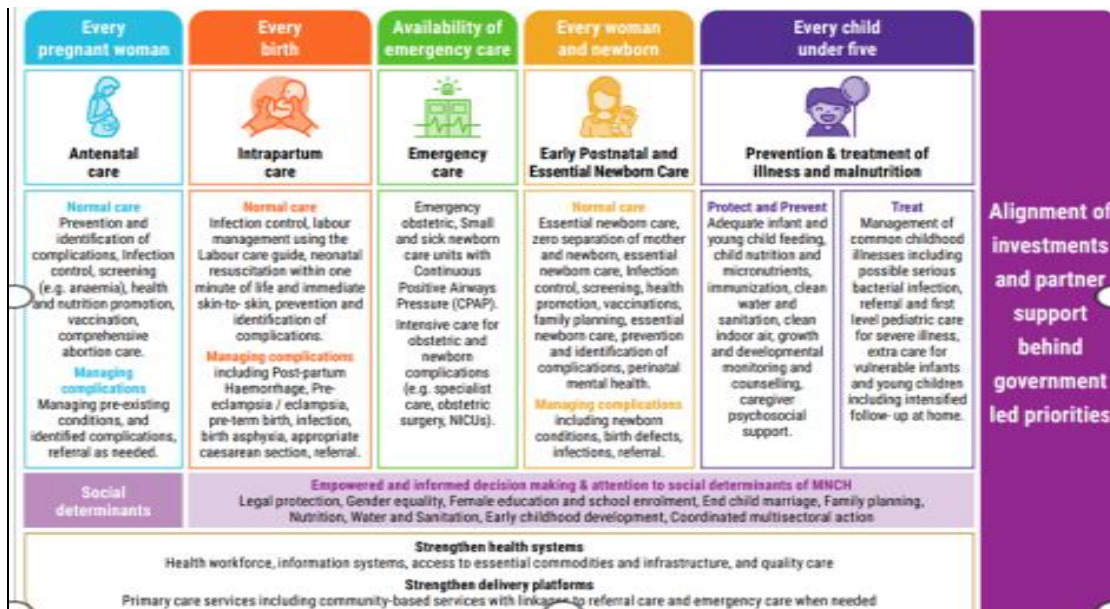 Every
pregnant woman
Every
birth
Availability of
emergency care
Every woman
and newborn
Every child
under five
Antenatal
care
Intrapartum
care
Emergency
care
Early Postnatal and
Essential Newborn Care
Prevention & treatment of
illness and malnutrition
Normal care
Prevention and
identification of
complications, Infection
control, screening
(e.g. anaemia), health
and nutrition promotion,
vaccination,
comprehensive
abortion care.
Managing
complications
Managing pre-existing
conditions, and
identified complications,
referral as needed.
Normal care
Infection control, labour
management using the
Labour care guide, neonatal
resuscitation within one
minute of life and immediate
skin-to- skin, prevention and
identification of
complications.
Managing complications
including Post-partum
Haemorrhage, Pre-
eclampsia / eclampsia,
pre-term birth, infection,
birth asphyxia, appropriate
caesarean section, referral.
Emergency
obstetric, Small
and sick newborn
care units with
Continuous
Positive Airways
Pressure (CPAP).
Intensive care for
obstetric and
newborn
complications
(e.g. specialist
care, obstetric
surgery, NICUs).
Normal care
Essential newborn care,
zero separation of mother
and newborn, essential
newborn care, Infection
control, screening, health
promotion, vaccinations,
family planning, essential
newborn care, prevention
and identification of
complications, perinatal
mental health.
Managing complications
including newborn
conditions, birth defects,
infections, referral.
Protect and Prevent
Adequate infant and
young child feeding,
child nutrition and
micronutrients,
immunization, clean
water and
sanitation, clean
indoor air, growth
and developmental
monitoring and
counselling,
caregiver
psychosocial
support.
Treat
Management of
common childhood
illnesses including
possible serious
bacterial infection,
referral and first
level pediatric care
for severe illness,
extra care for
vulnerable infants
and young children
including intensified
follow- up at home.
Alignment of
investments
and partner
support
behind
government
led priorities
Social
determinants
Empowered and informed decision making & attention to social determinants of MNCH
Legal protection, Gender equality, Female education and school enrolment, End child marriage, Family planning,
Nutrition, Water and Sanitation, Early childhood development, Coordinated multisectoral action
Strengthen health systems
Health workforce, information systems, access to essential commodities and infrastructure, and quality care
Strengthen delivery platforms
Primary care services including community-based services with linkages to referral care and emergency care when needed